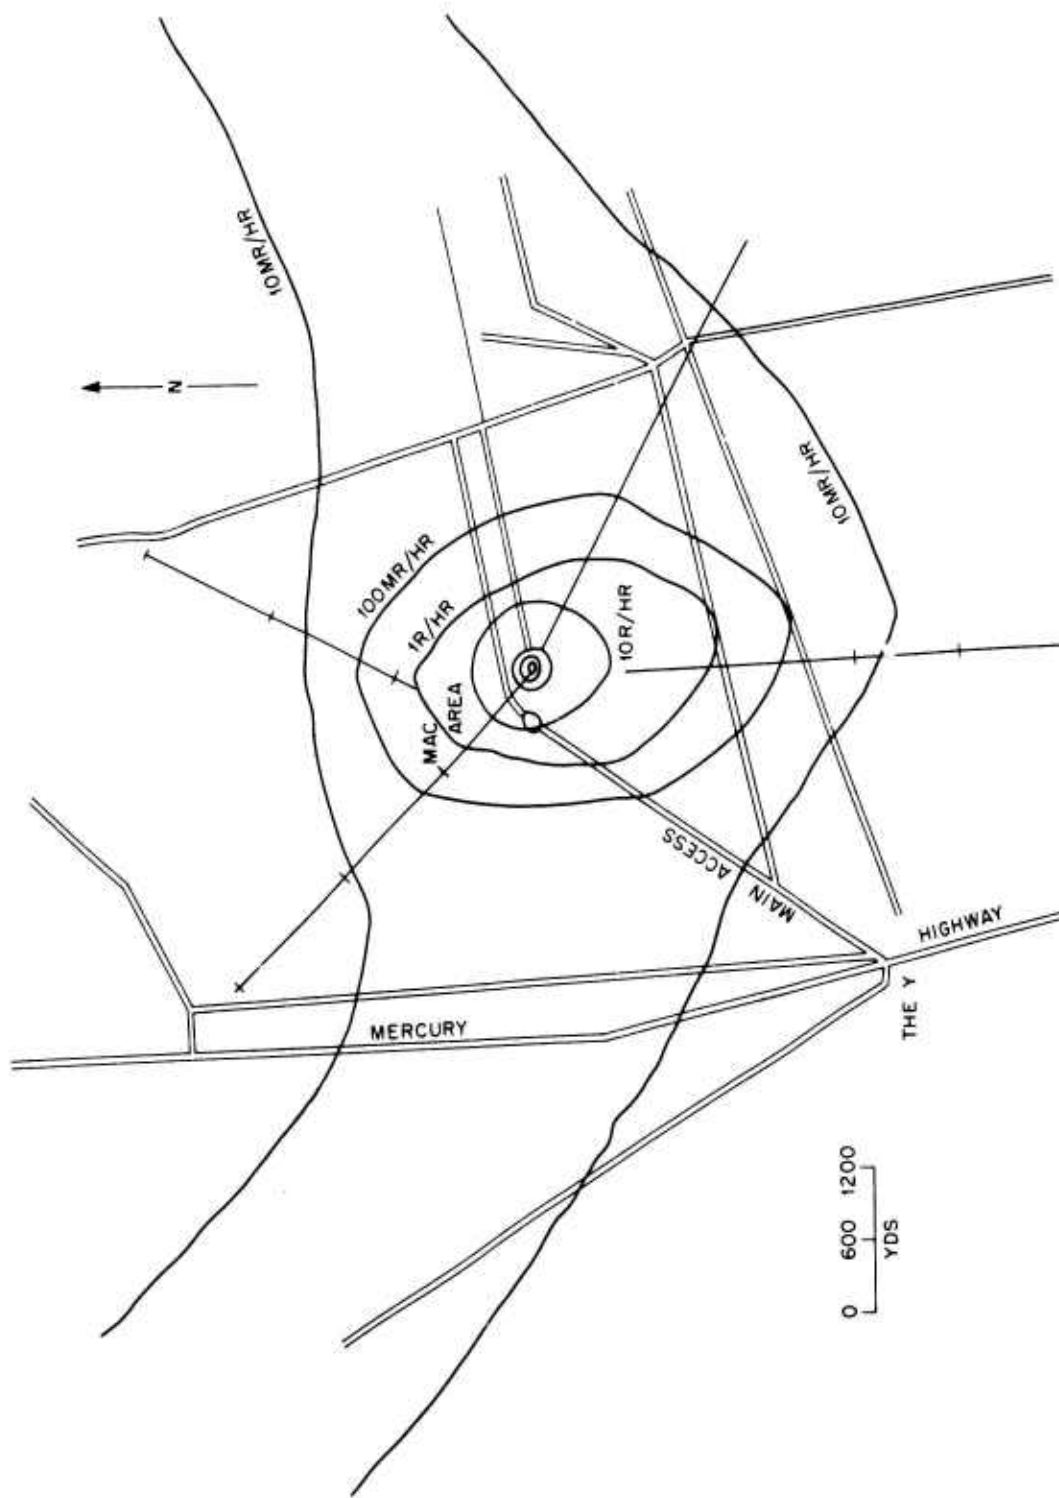 10MR/HR
N
100MR/HR
1R/HR
10R/HR
10MR/HR
MAC
AREA
MAIN ACCESS
MERCURY
HIGHWAY
THE Y
0 600 1200
YDS